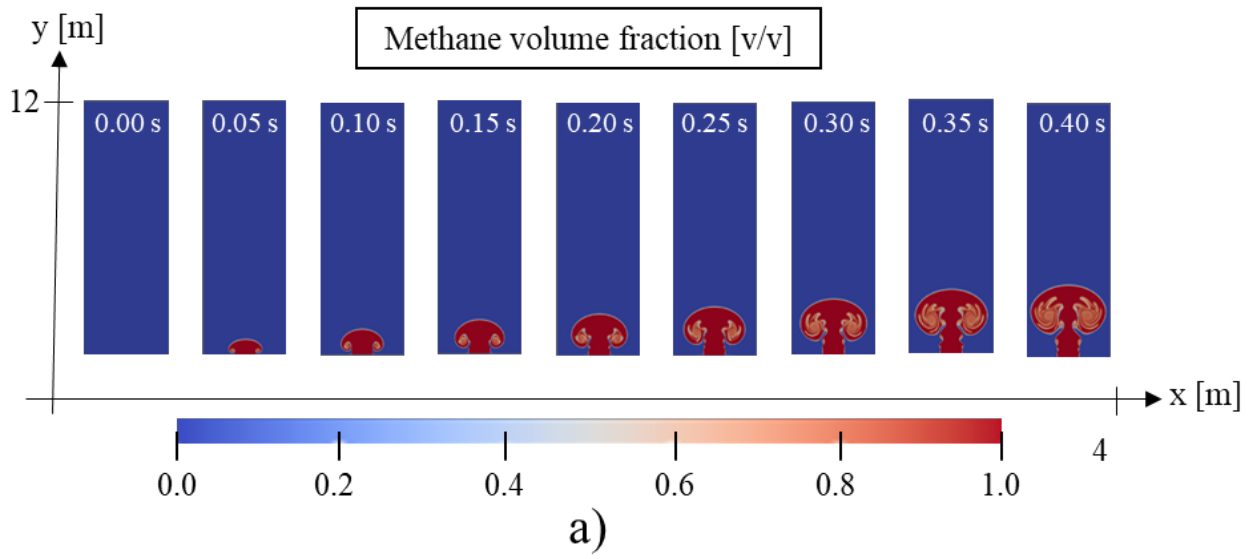 y [m]
Methane volume fraction [v/v]
12
0.00 s 0.05 s 0.10 s 0.15 s 0.20 s 0.25 s 0.30 s 0.35 s 0.40 s
x [m]
4
0.0 0.2 0.4 0.6 0.8 1.0
a)